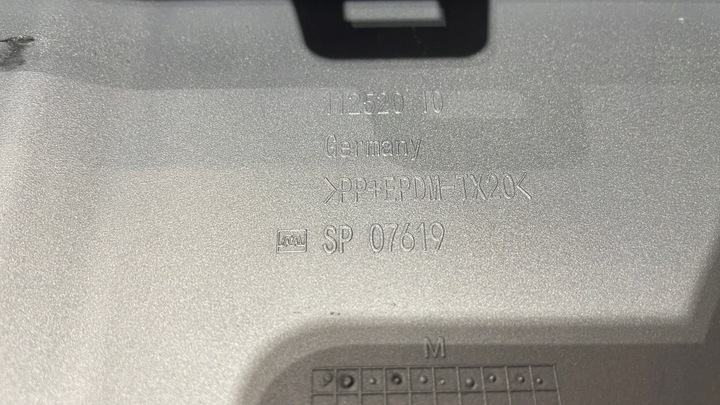 112520 10
Germany
>PP+EPDM-TX20<
SP 07619
M